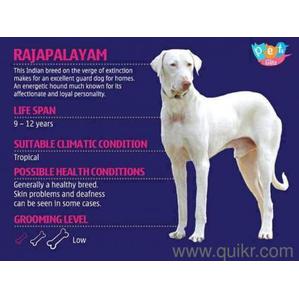 RAJAPALAYAM
This Indian breed on the verge of extinction
makes for an excellent guard dog for homes.
An energetic hound much known for its
affectionate and loyal personality.
LIFE SPAN
9 – 12 years
SUITABLE CLIMATIC CONDITION
Tropical
POSSIBLE HEALTH CONDITIONS
Generally a healthy breed.
Skin problems and deafness
can be seen in some cases.
GROOMING LEVEL
Low
www.quikr.com